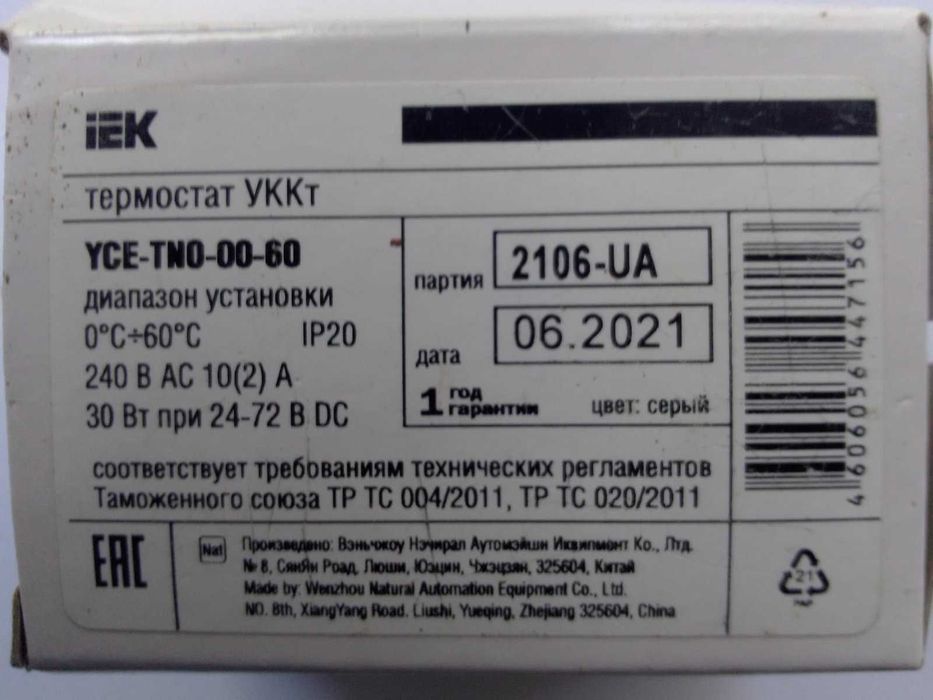 iEK
термостат УККт
YCE-TNO-00-60
диапазон установки
0°C÷60°C IP20
240 В AC 10(2) А
30 Вт при 24-72 В DC
партия 2106-UA
дата 06.2021
1 год
гарантии
цвет: серый
4606056447156
соответствует требованиям технических регламентов
Таможенного союза ТР ТС 004/2011, ТР ТС 020/2011
EAC
Nat
Произведено: Вэньчжоу Нэчирал Аутомэйшн Иквипмент Ко., Лтд.
№ 8, СянЯн Роад, Люши, Юэцин, Чжэцзян, 325604, Китай
Made by: Wenzhou Natural Automation Equipment Co., Ltd.
NO. 8th, XiangYang Road. Liushi, Yueqing, Zhejiang 325604, China
21
PAP